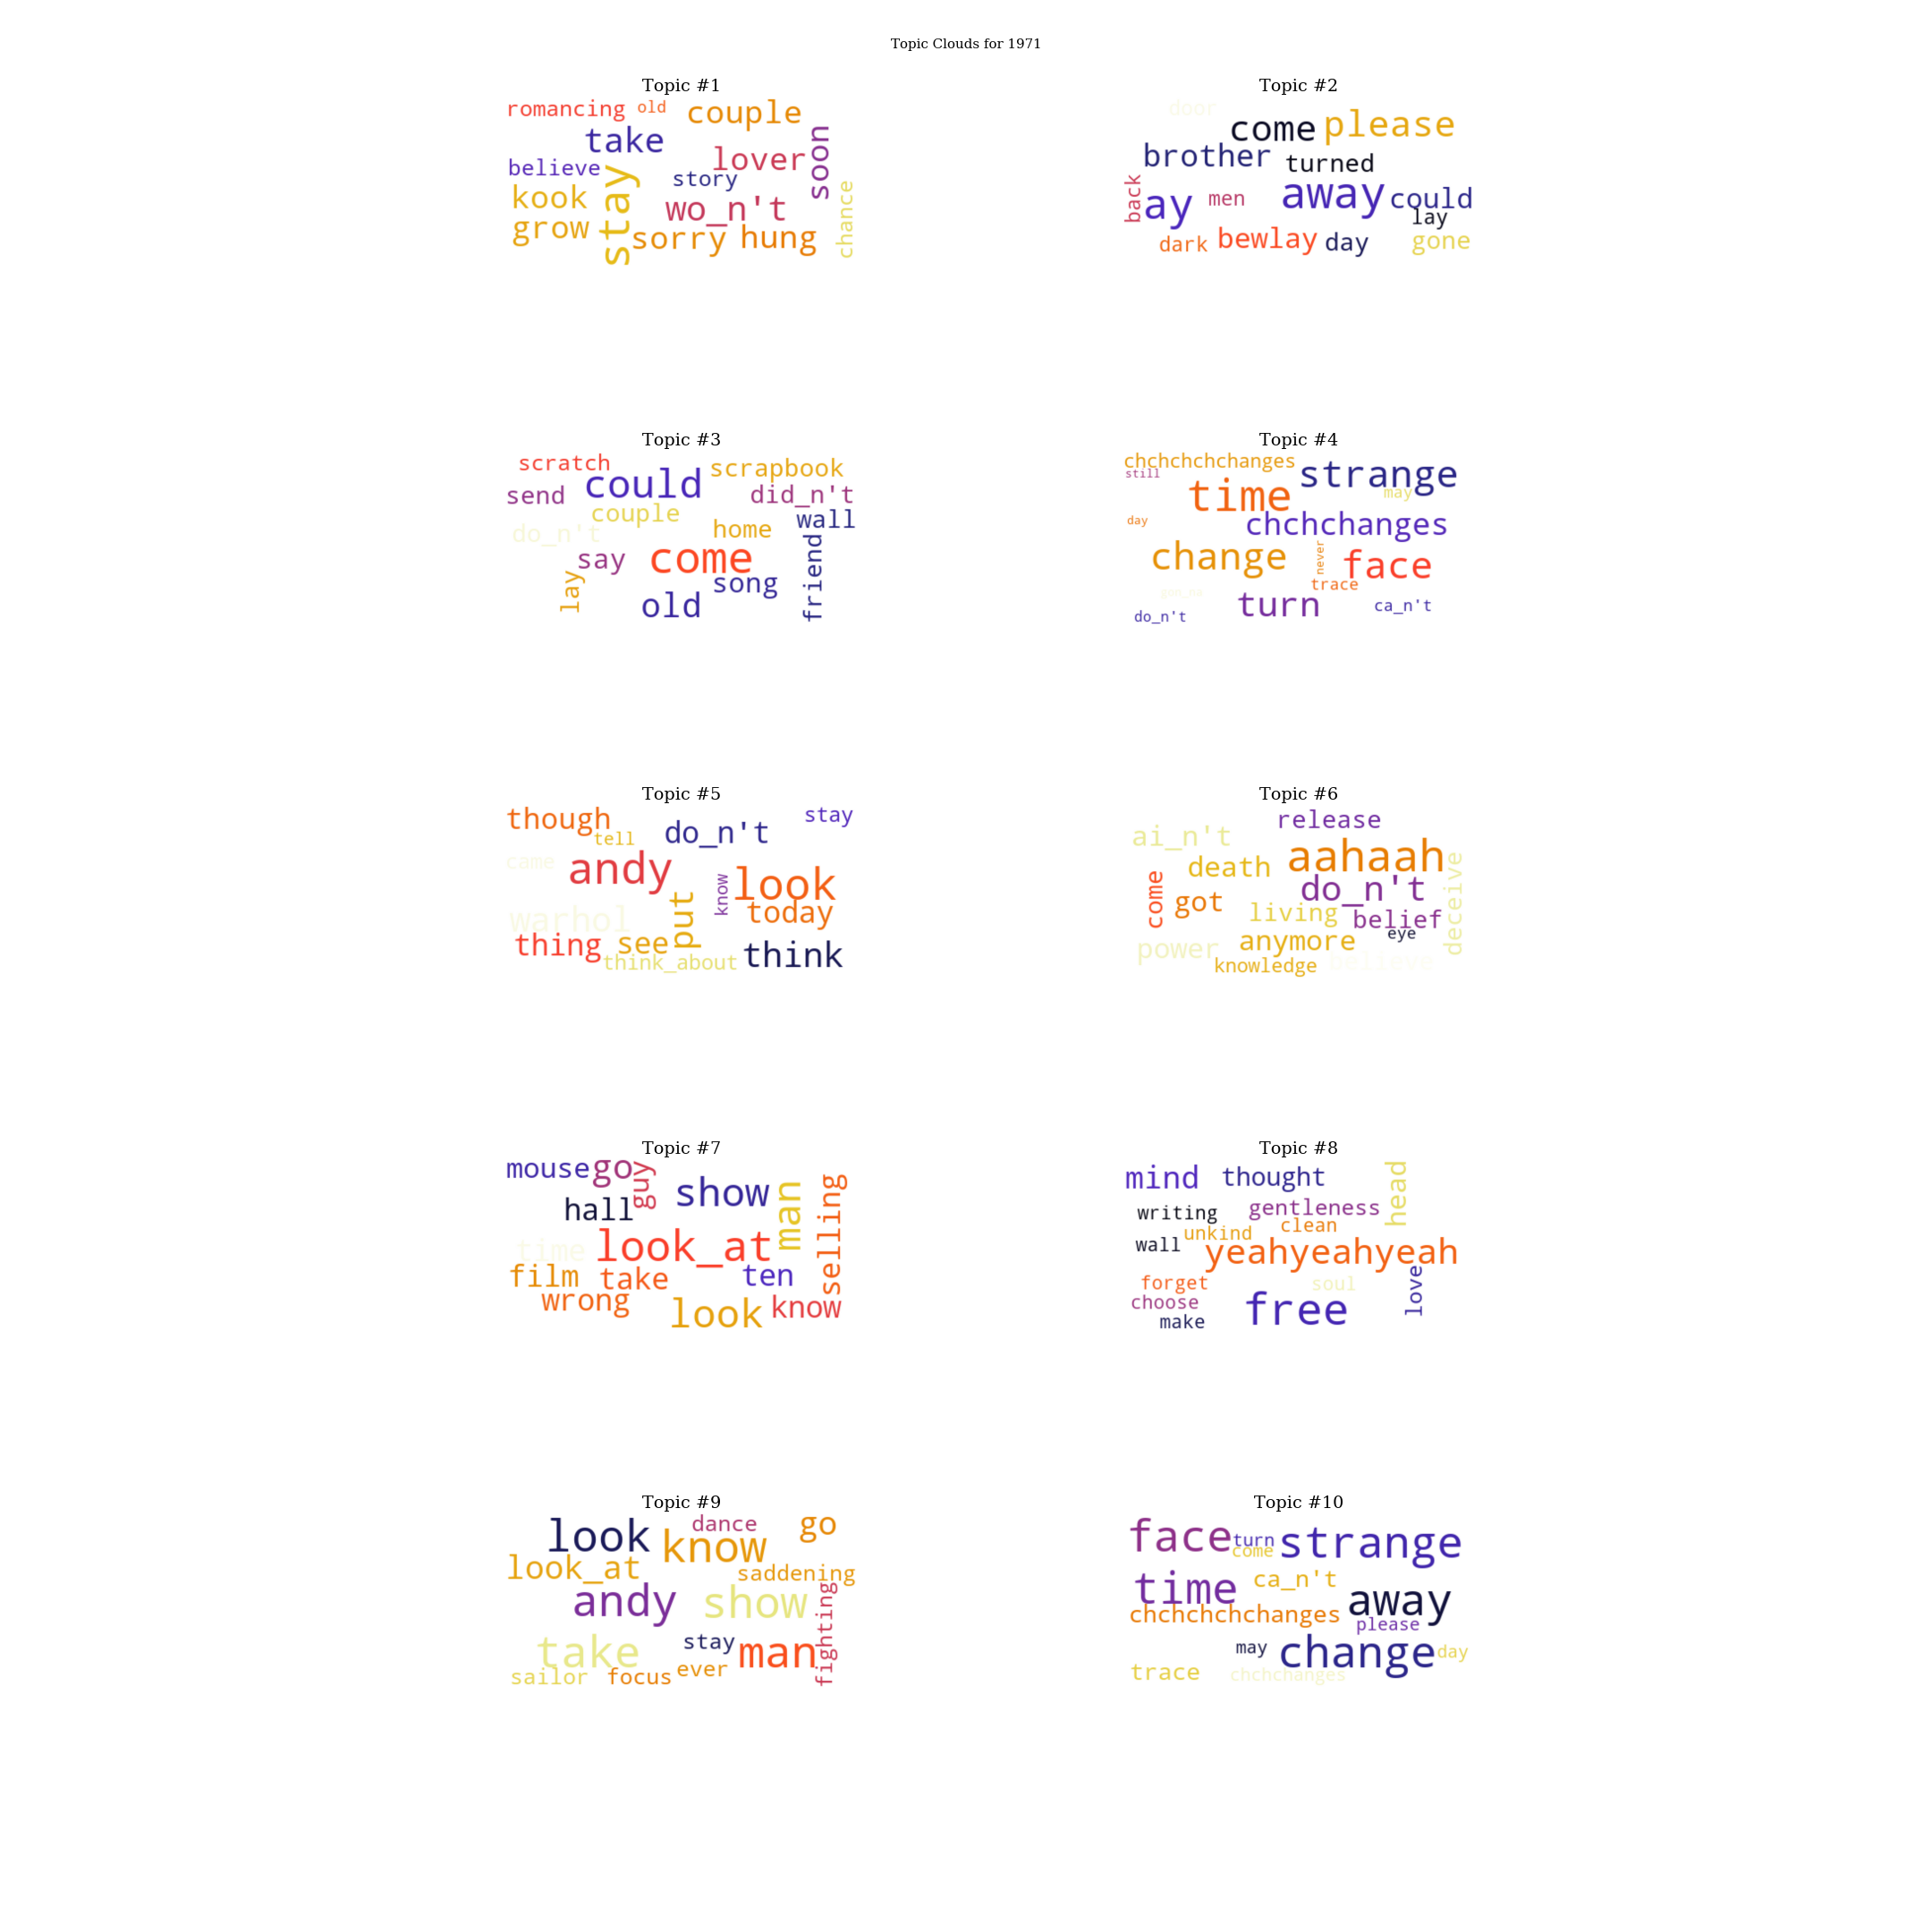 Topic Clouds for 1971
Topic #1
romancing old couple
take
lover soon
believe
story
kook stay wo_n't chance
grow sorry hung
Topic #2
door
come please
brother turned
back ay men away could
lay
dark bewlay day gone
Topic #3
scratch could scrapbook
send did_n't
couple wall
do_n't home
say come friend
lay song
old
Topic #4
chchchchchanges strange
still time may
day chchchanges
change never face
trace
gon_na turn ca_n't
do_n't
Topic #5
though do_n't stay
tell
came andy know look
warhol put today
thing see think
think_about
Topic #6
release
ai_n't aahaah
death do_n't deceive
come got living belief
eye
power anymore
knowledge believe
Topic #7
mouse go guy show man selling
hall
time look_at
film take ten
wrong look know
Topic #8
mind thought head
writing gentleness
unkind clean
wall yeahyeahyeah
forget soul love
choose free
make
Topic #9
look dance go
know
look_at saddening
andy show fighting
take stay man
sailor focus ever
Topic #10
face turn strange
come
time ca_n't away
chchchchchanges
please
may change day
trace chchchanges